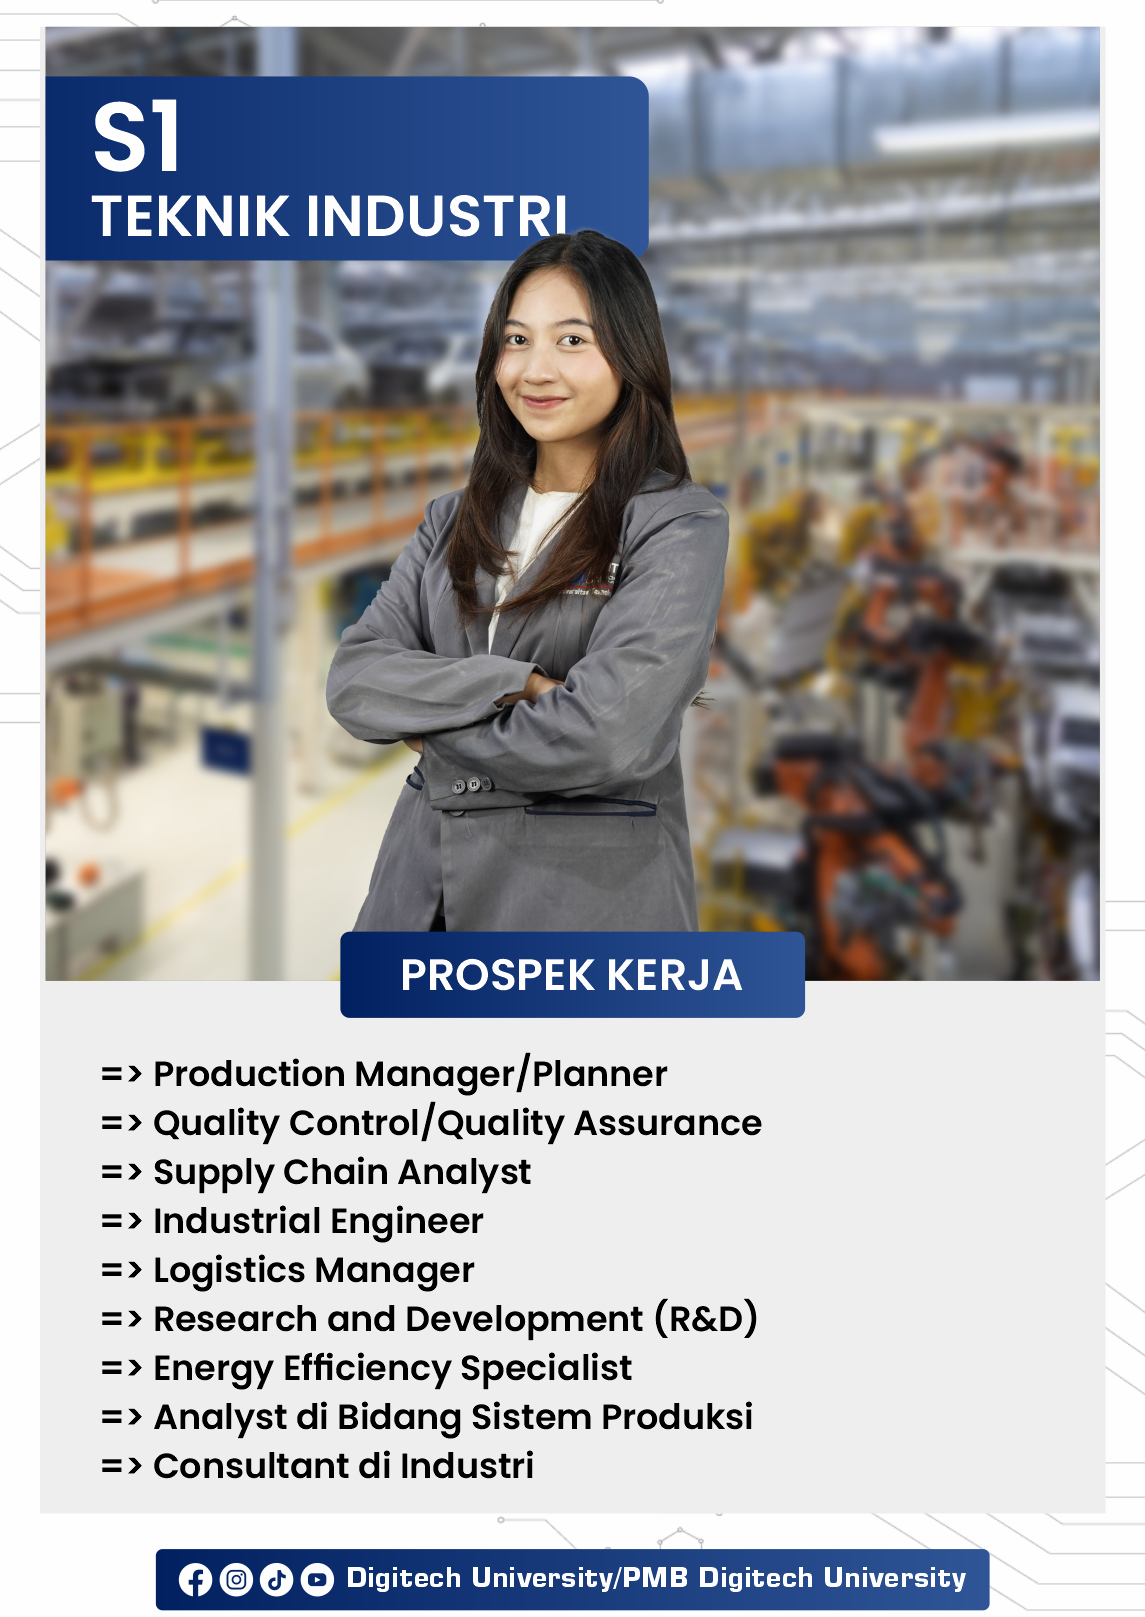 S1
TEKNIK INDUSTRI
PROSPEK KERJA
=> Production Manager/Planner
=> Quality Control/Quality Assurance
=> Supply Chain Analyst
=> Industrial Engineer
=> Logistics Manager
=> Research and Development (R&D)
=> Energy Efficiency Specialist
=> Analyst di Bidang Sistem Produksi
=> Consultant di Industri
Digitech University/PMB Digitech University